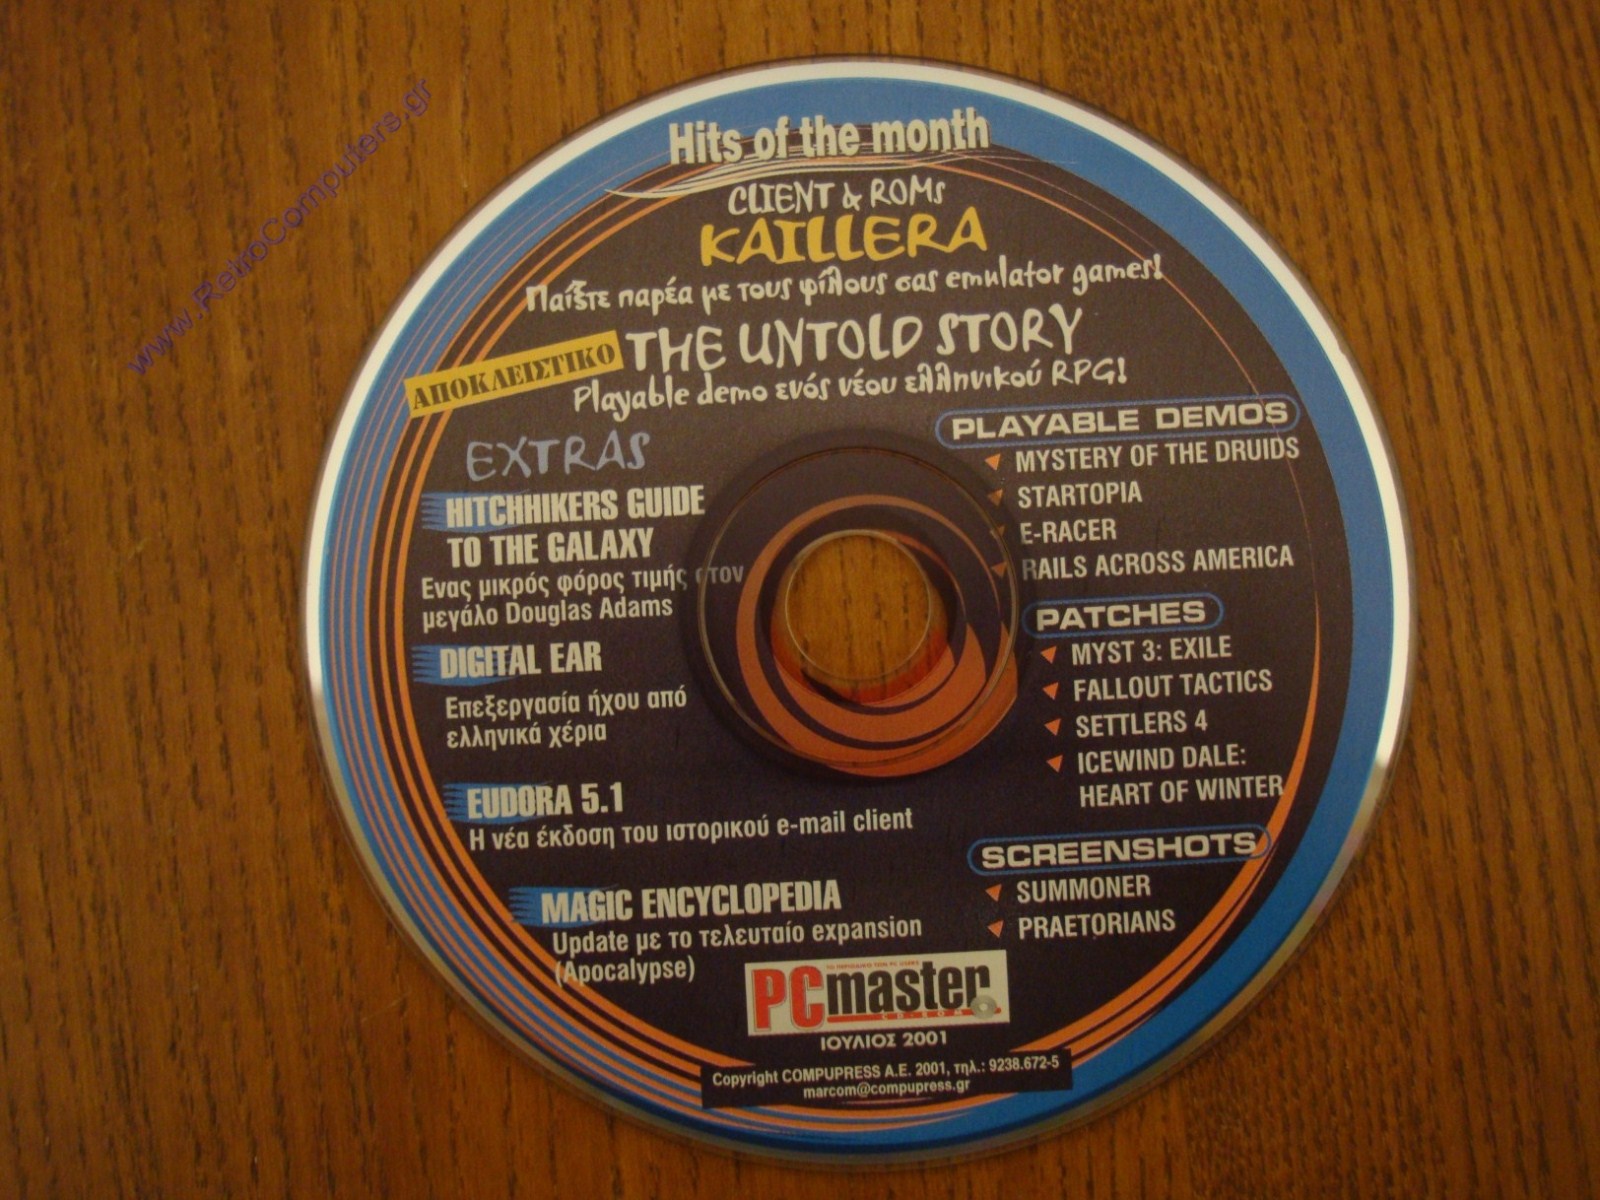 www.RetroComputers.gr
Hits of the month
CLIENT & ROMs
KAILLERA
Παίξτε παρέα με τους φίλους σας emulator games!
ΑΠΟΚΛΕΙΣΤΙΚΟ
THE UNTOLD STORY
Playable demo ενός νέου ελληνικού RPG!
EXTRAS
HITCHHIKERS GUIDE
TO THE GALAXY
Ενας μικρός φόρος τιμής στον
μεγάλο Douglas Adams
DIGITAL EAR
Επεξεργασία ήχου από
ελληνικά χέρια
EUDORA 5.1
Η νέα έκδοση του ιστορικού e-mail client
MAGIC ENCYCLOPEDIA
Update με το τελευταίο expansion
(Apocalypse)
PLAYABLE DEMOS
MYSTERY OF THE DRUIDS
STARTOPIA
E-RACER
RAILS ACROSS AMERICA
PATCHES
MYST 3: EXILE
FALLOUT TACTICS
SETTLERS 4
ICEWIND DALE:
HEART OF WINTER
SCREENSHOTS
SUMMONER
PRAETORIANS
PCmaster
CD-ROM
ΙΟΥΛΙΟΣ 2001
Copyright COMPUPRESS A.E. 2001, τηλ.: 9238.672-5
marcom@compupress.gr